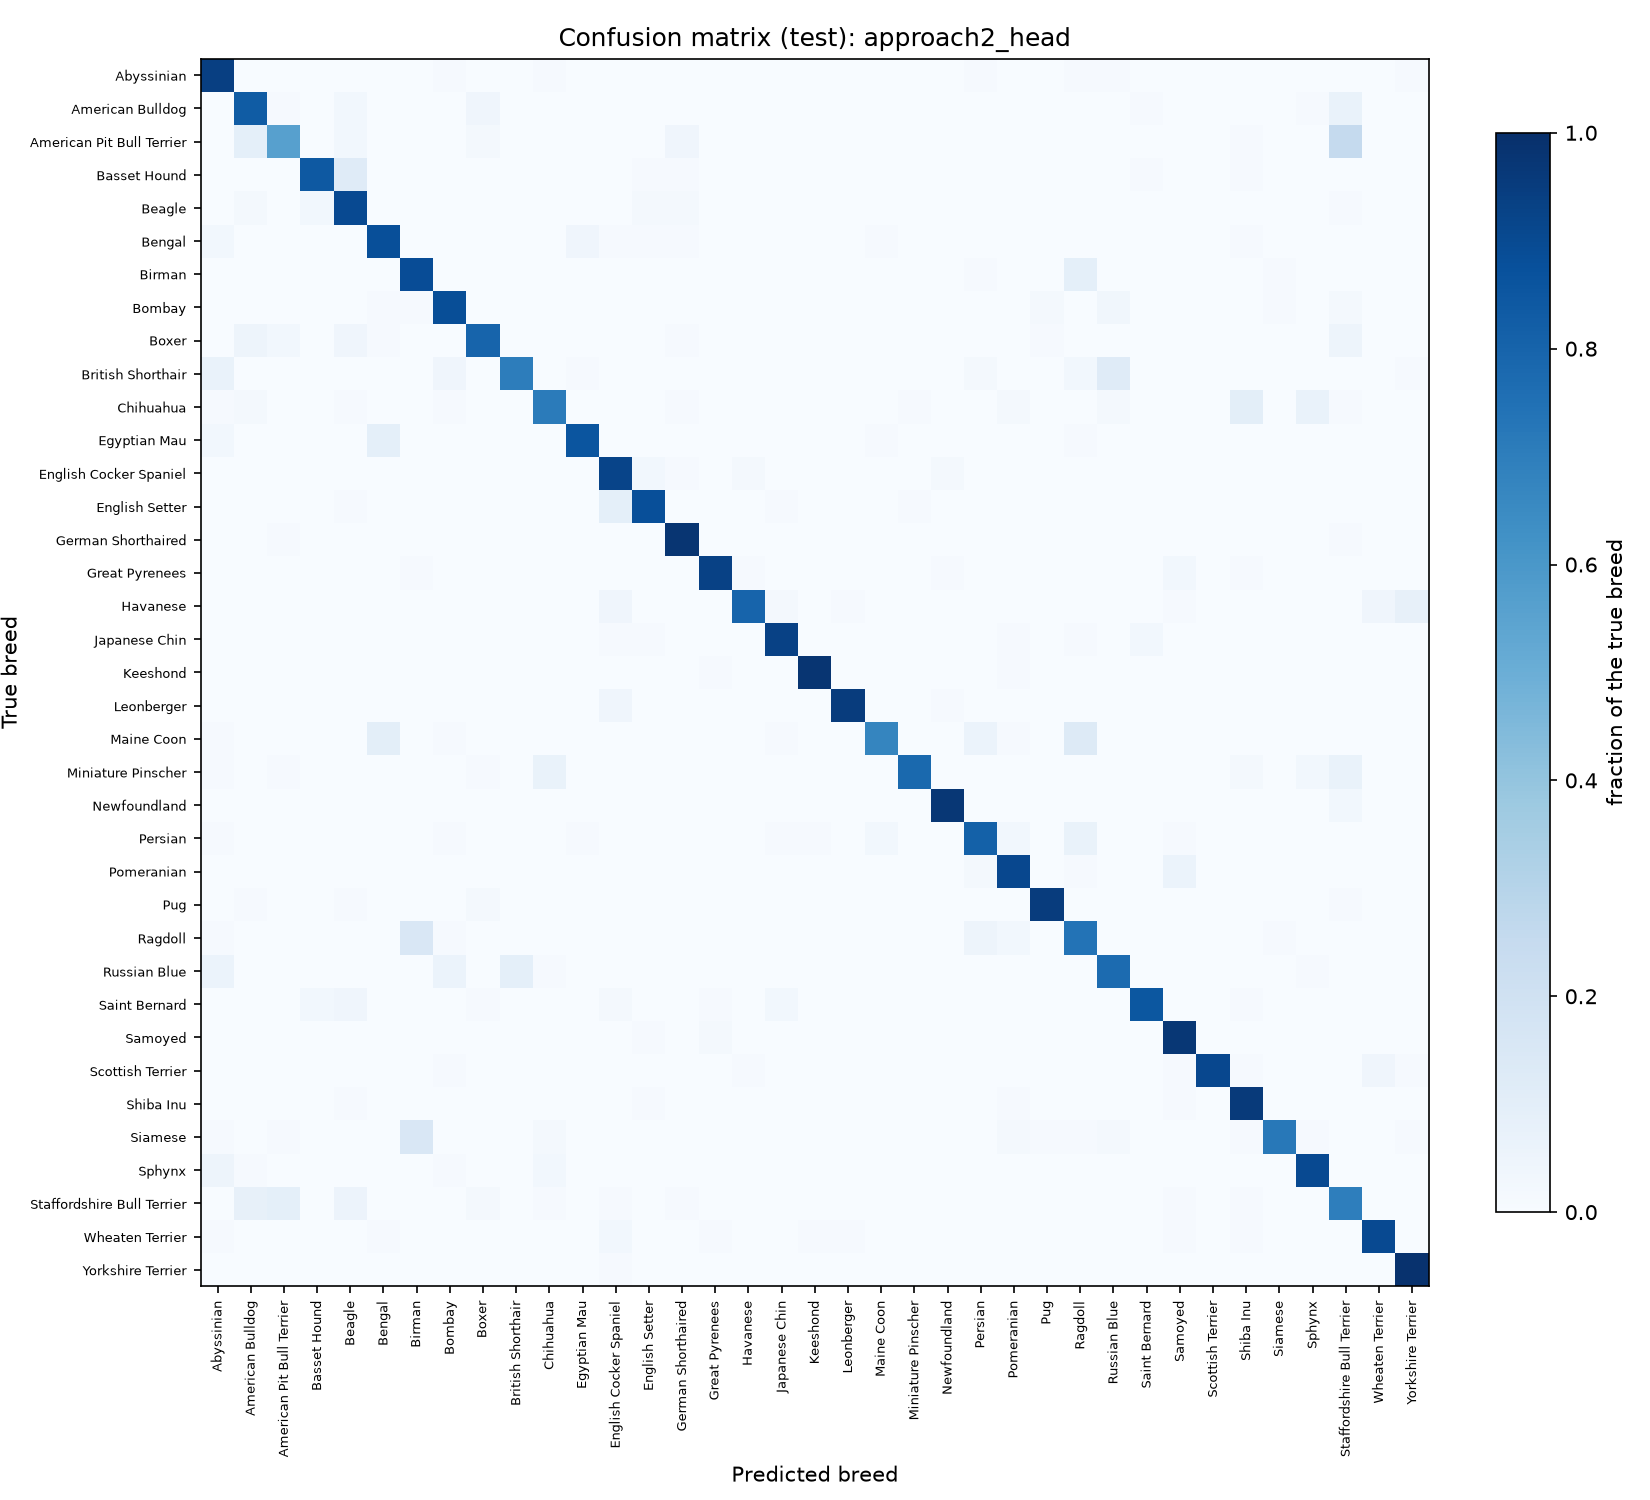 Confusion matrix (test): approach2_head
True breed
Abyssinian
American Bulldog
American Pit Bull Terrier
Basset Hound
Beagle
Bengal
Birman
Bombay
Boxer
British Shorthair
Chihuahua
Egyptian Mau
English Cocker Spaniel
English Setter
German Shorthaired
Great Pyrenees
Havanese
Japanese Chin
Keeshond
Leonberger
Maine Coon
Miniature Pinscher
Newfoundland
Persian
Pomeranian
Pug
Ragdoll
Russian Blue
Saint Bernard
Samoyed
Scottish Terrier
Shiba Inu
Siamese
Sphynx
Staffordshire Bull Terrier
Wheaten Terrier
Yorkshire Terrier
Abyssinian
American Bulldog
American Pit Bull Terrier
Basset Hound
Beagle
Bengal
Birman
Bombay
Boxer
British Shorthair
Chihuahua
Egyptian Mau
English Cocker Spaniel
English Setter
German Shorthaired
Great Pyrenees
Havanese
Japanese Chin
Keeshond
Leonberger
Maine Coon
Miniature Pinscher
Newfoundland
Persian
Pomeranian
Pug
Ragdoll
Russian Blue
Saint Bernard
Samoyed
Scottish Terrier
Shiba Inu
Siamese
Sphynx
Staffordshire Bull Terrier
Wheaten Terrier
Yorkshire Terrier
Predicted breed
1.0
0.8
0.6
0.4
0.2
0.0
fraction of the true breed